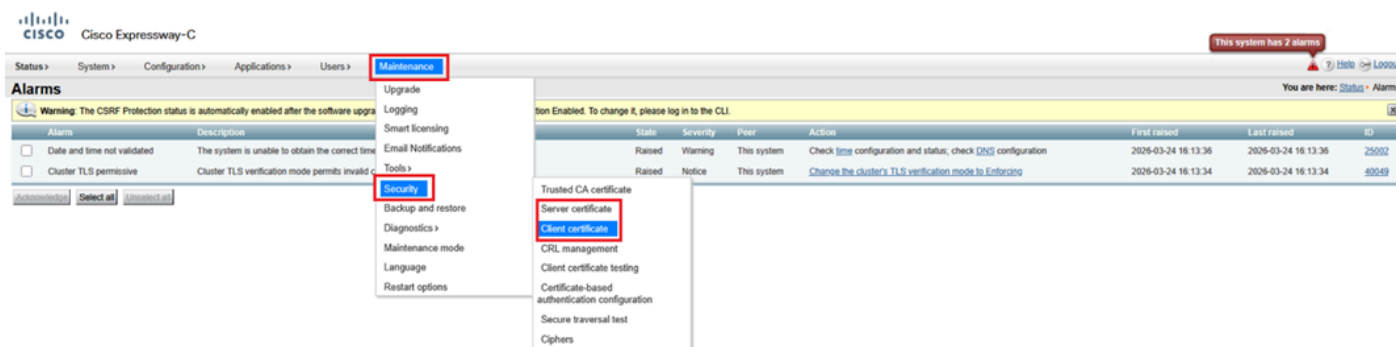 CISCO Cisco Expressway-C
This system has 2 alarms
Status > System > Configuration > Applications > Users > Maintenance Help Logou
Alarms You are here: Status Alarm
Warning: The CSRF Protection status is automatically enabled after the software upgra tion Enabled. To change it, please log in to the CLI.
Alarm Description State Severity Peer Action First raised Last raised ID
Date and time not validated The system is unable to obtain the correct time Raised Warning This system Check time configuration and status; check DNS configuration 2026-03-24 16:13:36 2026-03-24 16:13:36 25002
Cluster TLS permissive Cluster TLS verification mode permits invalid c Raised Notice This system Change the cluster's TLS verification mode to Enforcing 2026-03-24 16:13:34 2026-03-24 16:13:34 40049
Acknowledge Select all Unselect all
Upgrade
Logging
Smart licensing
Email Notifications
Tools >
Security
Backup and restore
Diagnostics >
Maintenance mode
Language
Restart options
Trusted CA certificate
Server certificate
Client certificate
CRL management
Client certificate testing
Certificate-based
authentication configuration
Secure traversal test
Ciphers